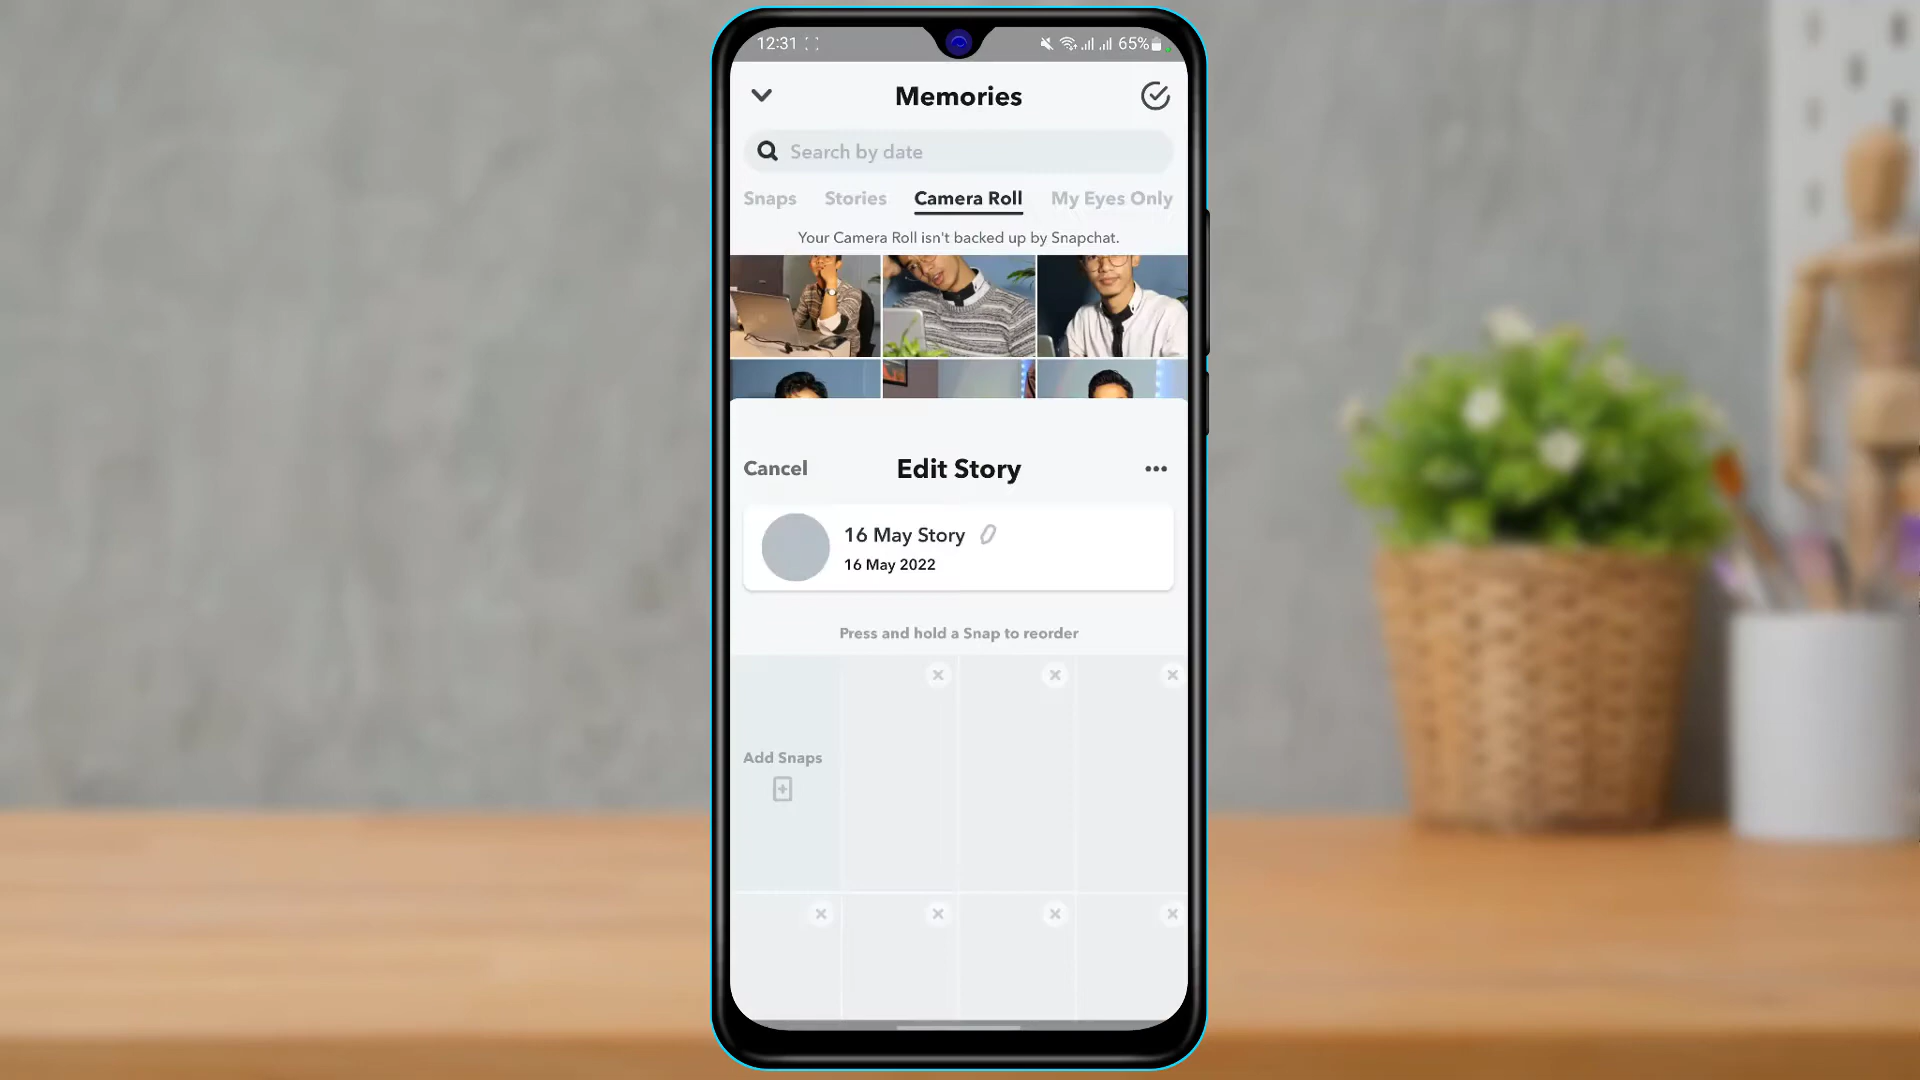 12:31
65%
Memories
Search by date
Snaps Stories Camera Roll My Eyes Only
Your Camera Roll isn't backed up by Snapchat.
Cancel Edit Story
16 May Story
16 May 2022
Press and hold a Snap to reorder
Add Snaps